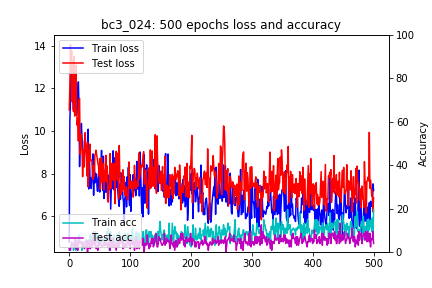 bc3_024: 500 epochs loss and accuracy
14
12
10
8
6
Loss
Train loss
Test loss
Train acc
Test acc
100
80
60
40
20
0
Accuracy
0
100
200
300
400
500